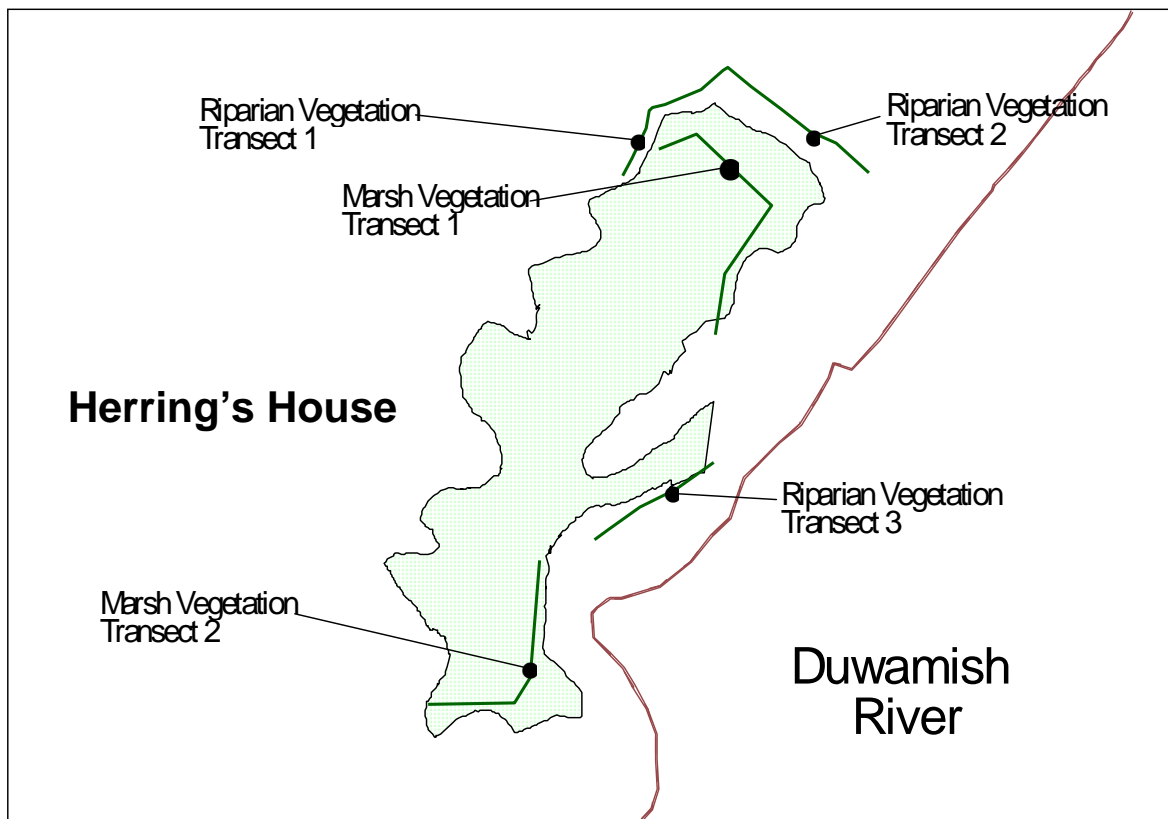 Riparian Vegetation
Transect 1
Riparian Vegetation
Transect 2
Marsh Vegetation
Transect 1
Herring's House
Riparian Vegetation
Transect 3
Marsh Vegetation
Transect 2
Duwamish
River